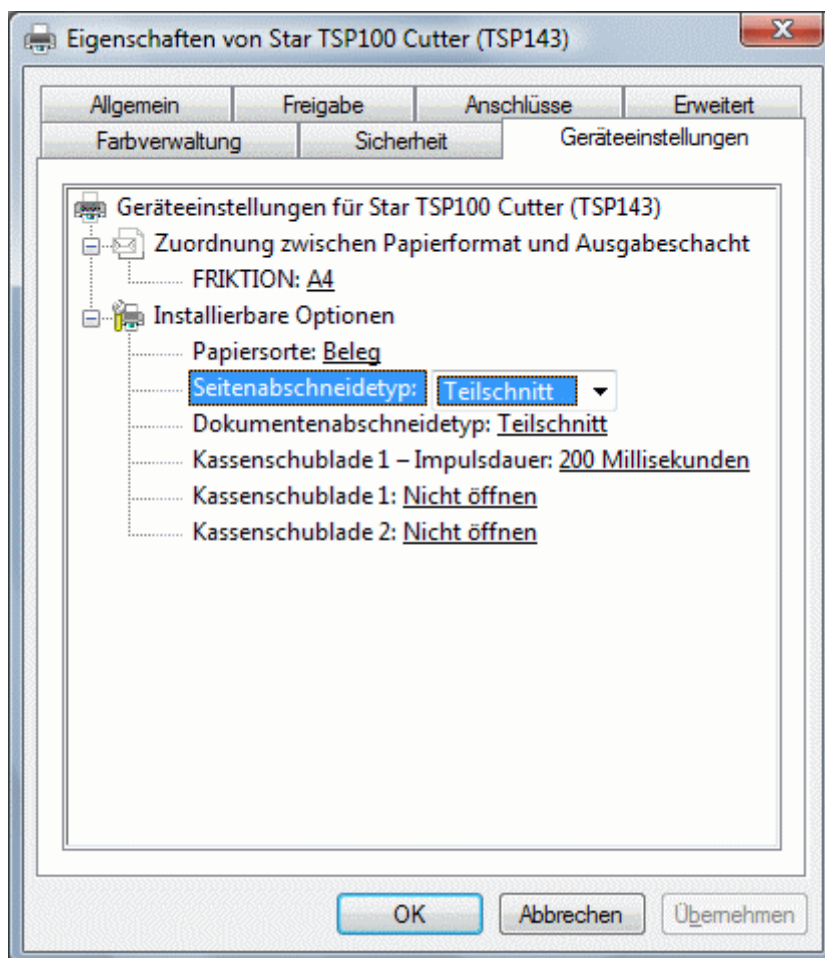 Eigenschaften von Star TSP100 Cutter (TSP143)
Allgemein Freigabe Anschlüsse Erweitert
Farbverwaltung Sicherheit Geräteeinstellungen
Geräteeinstellungen für Star TSP100 Cutter (TSP143)
Zuordnung zwischen Papierformat und Ausgabeschacht
FRIKTION: A4
Installierbare Optionen
Papiersorte: Beleg
Seitenabschneidetyp: Teilschnitt
Dokumentenabschneidetyp: Teilschnitt
Kassenschublade 1 – Impulsdauer: 200 Millisekunden
Kassenschublade 1: Nicht öffnen
Kassenschublade 2: Nicht öffnen
OK Abbrechen Übernehmen